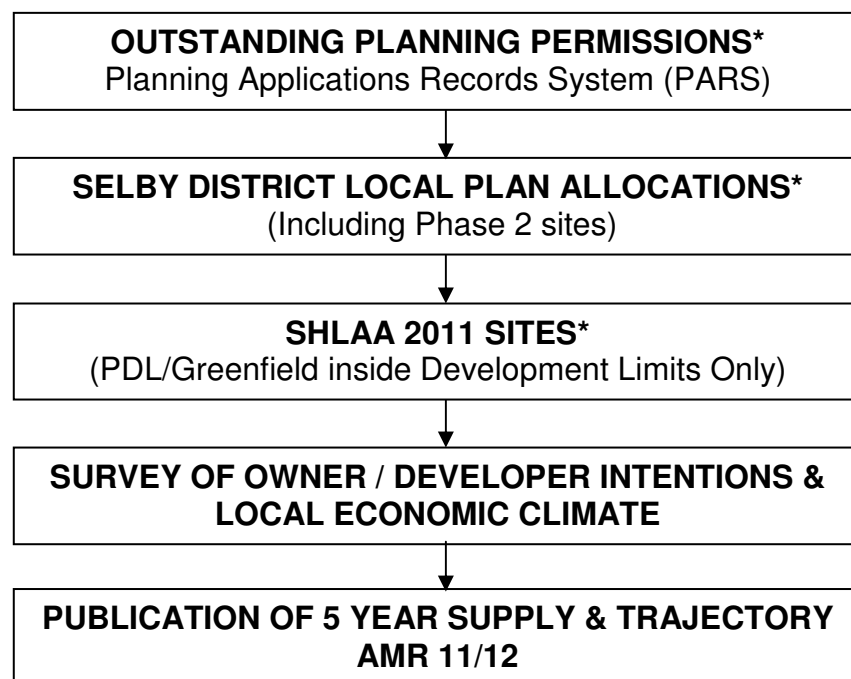 OUTSTANDING PLANNING PERMISSIONS*
Planning Applications Records System (PARS)
SELBY DISTRICT LOCAL PLAN ALLOCATIONS*
(Including Phase 2 sites)
SHLAA 2011 SITES*
(PDL/Greenfield inside Development Limits Only)
SURVEY OF OWNER / DEVELOPER INTENTIONS &
LOCAL ECONOMIC CLIMATE
PUBLICATION OF 5 YEAR SUPPLY & TRAJECTORY
AMR 11/12